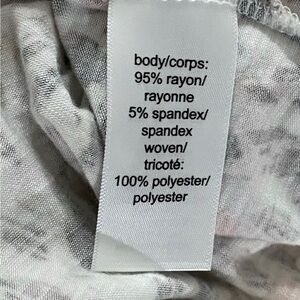 body/corps:
95% rayon/
rayonne
5% spandex/
spandex
woven/
tricoté:
100% polyester/
polyester